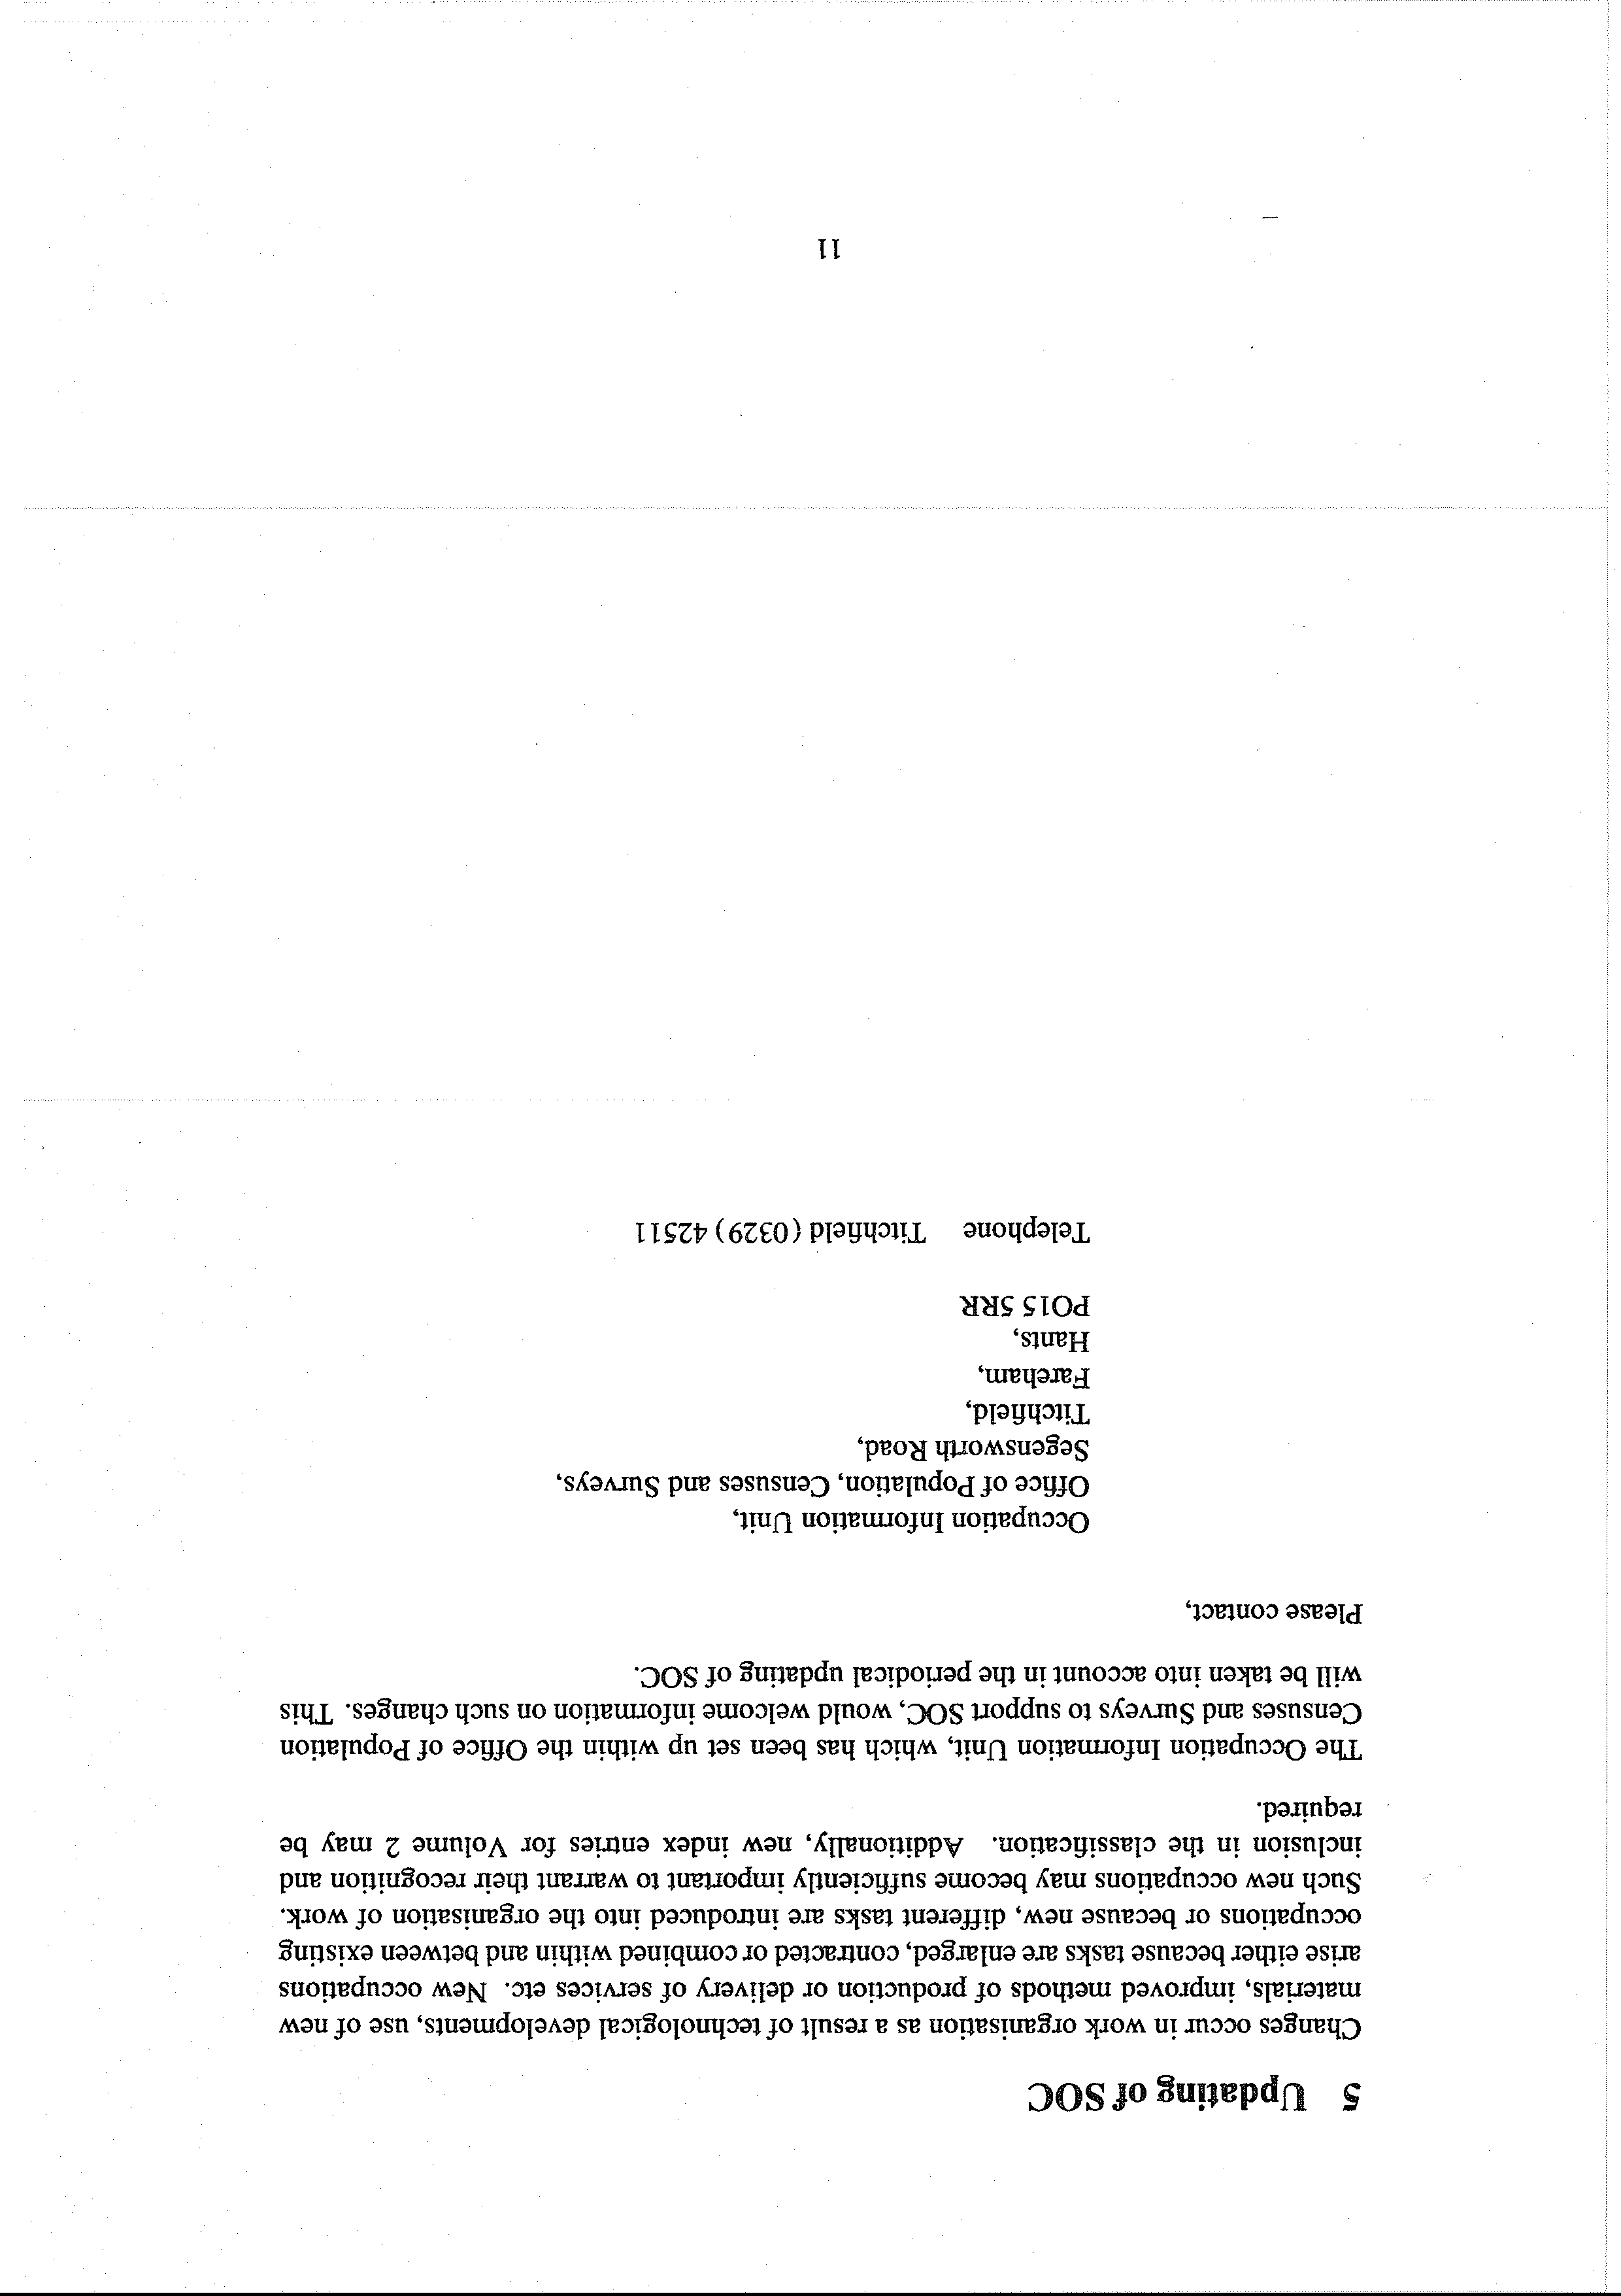 5 Updating of SOC
Changes occur in work organisation as a result of technological developments, use of new
materials, improved methods of production or delivery of services etc. New occupations
arise either because tasks are enlarged, contracted or combined within and between existing
occupations or because new, different tasks are introduced into the organisation of work.
Such new occupations may become sufficiently important to warrant their recognition and
inclusion in the classification. Additionally, new index entries for Volume 2 may be
required.
The Occupation Information Unit, which has been set up within the Office of Population
Censuses and Surveys to support SOC, would welcome information on such changes. This
will be taken into account in the periodical updating of SOC.
Please contact,
Occupation Information Unit,
Office of Population, Censuses and Surveys,
Segensworth Road,
Titchfield,
Fareham,
Hants,
PO15 5RR
Telephone Titchfield (0329) 42511
11